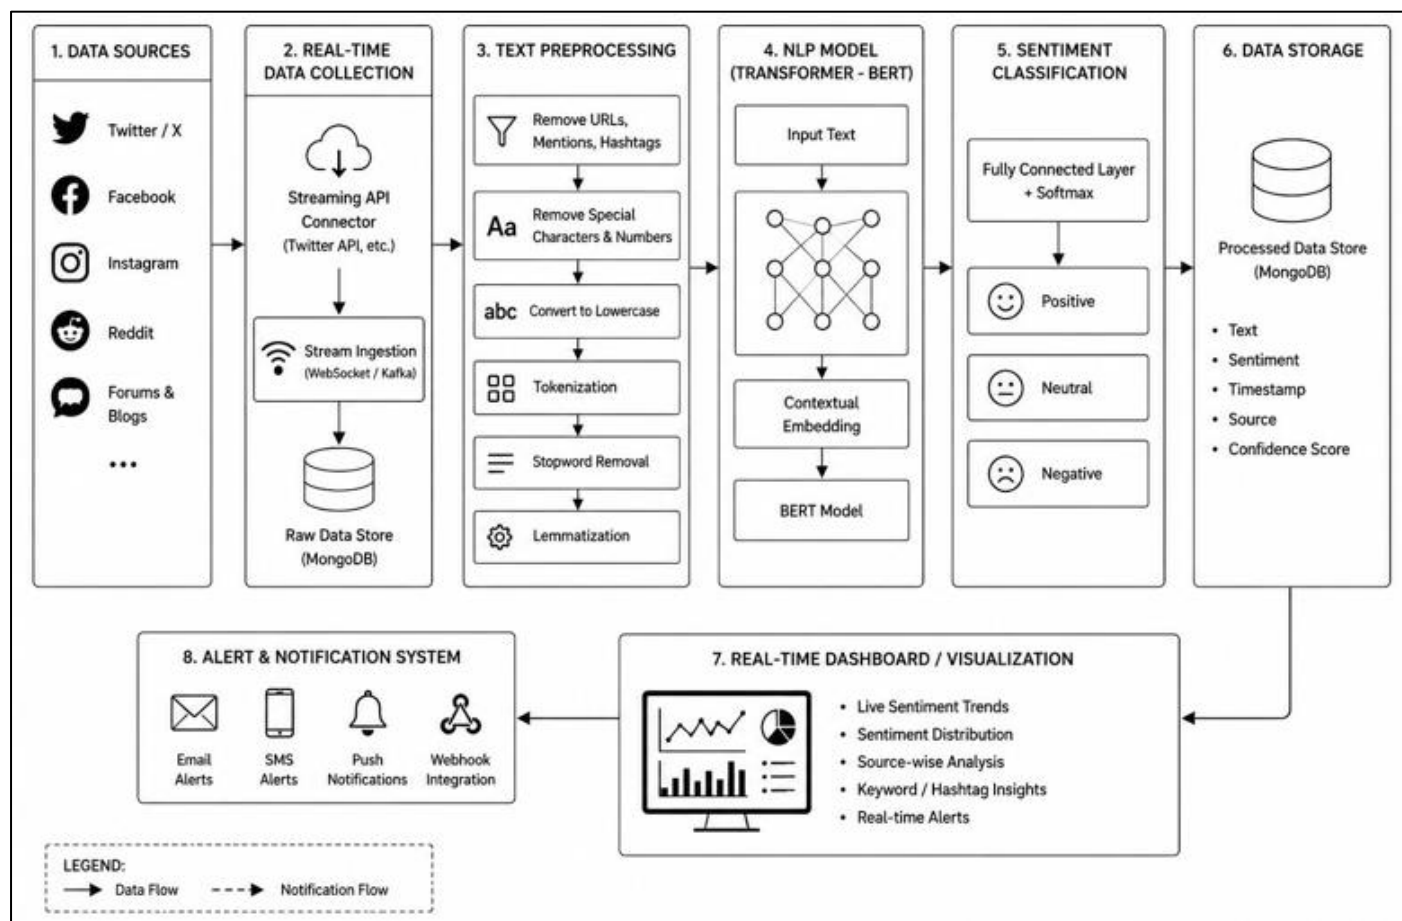 1. DATA SOURCES
Twitter / X
Facebook
Instagram
Reddit
Forums &
Blogs
2. REAL-TIME
DATA COLLECTION
Streaming API
Connector
(Twitter API, etc.)
Stream Ingestion
(WebSocket / Kafka)
Raw Data Store
(MongoDB)
3. TEXT PREPROCESSING
Remove URLs,
Mentions, Hashtags
Aa
Remove Special
Characters & Numbers
abc
Convert to Lowercase
Tokenization
Stopword Removal
Lemmatization
4. NLP MODEL
(TRANSFORMER - BERT)
Input Text
Contextual
Embedding
BERT Model
5. SENTIMENT
CLASSIFICATION
Fully Connected Layer
+ Softmax
Positive
Neutral
Negative
6. DATA STORAGE
Processed Data Store
(MongoDB)
• Text
• Sentiment
• Timestamp
• Source
• Confidence Score
8. ALERT & NOTIFICATION SYSTEM
Email
Alerts
SMS
Alerts
Push
Notifications
Webhook
Integration
7. REAL-TIME DASHBOARD / VISUALIZATION
• Live Sentiment Trends
• Sentiment Distribution
• Source-wise Analysis
• Keyword / Hashtag Insights
• Real-time Alerts
LEGEND:
Data Flow
Notification Flow